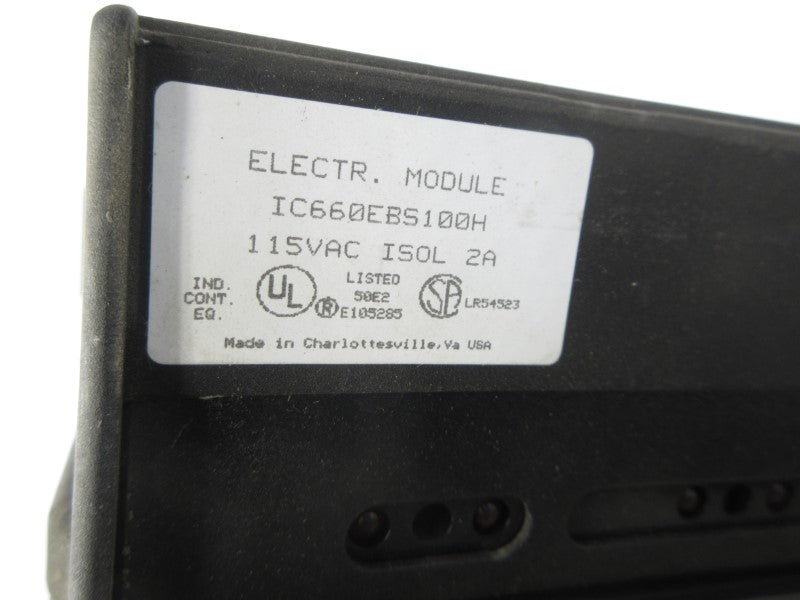 ELECTR. MODULE
IC660EBS100H
115VAC ISOL 2A
IND.
CONT.
EQ.
UL
®
LISTED
50E2
E105285
SA
LR54523
Made in Charlottesville,Va USA